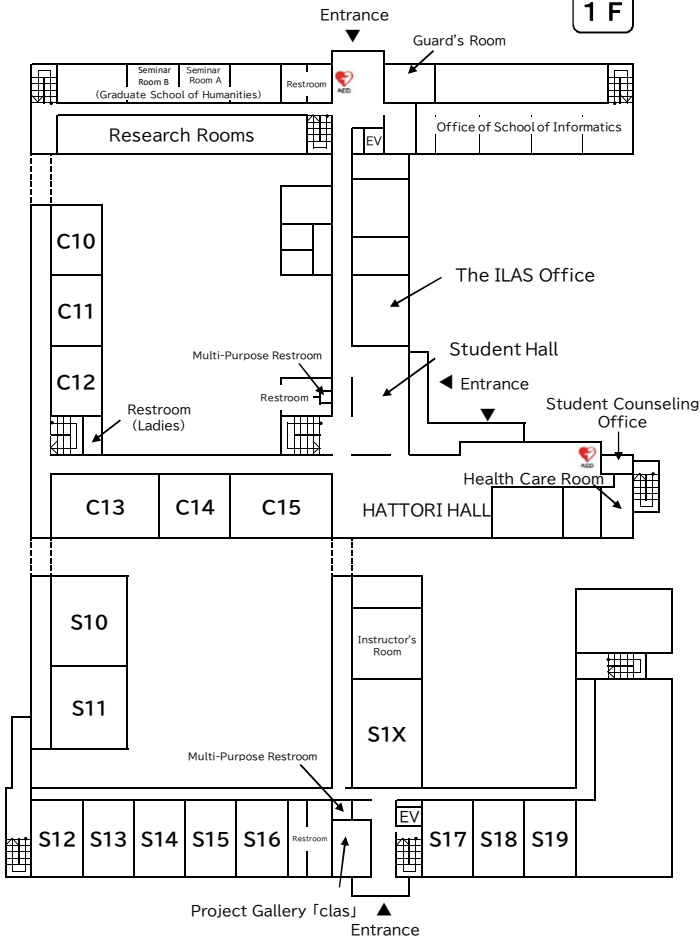 1 F
Entrance
Guard's Room
Seminar
Room B
Seminar
Room A
(Graduate School of Humanities)
Restroom
AED
Research Rooms
EV
Office of School of Informatics
C10
The ILAS Office
C11
Multi-Purpose Restroom
Student Hall
C12
Entrance
Restroom
Restroom
(Ladies)
Student Counseling
Office
AED
Health Care Room
C13
C14
C15
HATTORI HALL
S10
Instructor's
Room
S11
S1X
Multi-Purpose Restroom
EV
S12
S13
S14
S15
S16
Restroom
S17
S18
S19
Project Gallery「clas」
Entrance